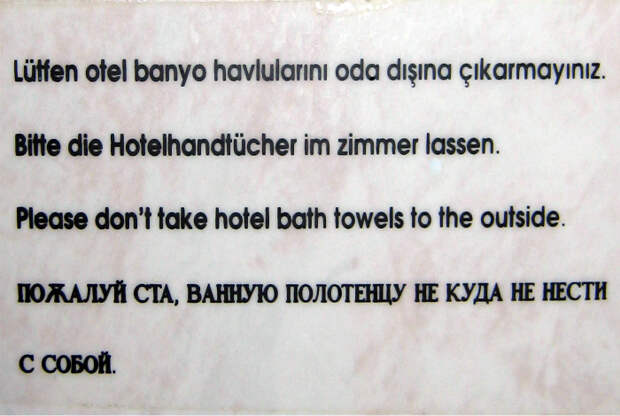 Lütfen otel banyo havlularını oda dışına çıkarmayınız.
Bitte die Hotelhandtücher im zimmer lassen.
Please don't take hotel bath towels to the outside.
ПОЖАЛУЙ СТА, ВАННУЮ ПОЛОТЕНЦУ НЕ КУДА НЕ НЕСТИ
С СОБОЙ.